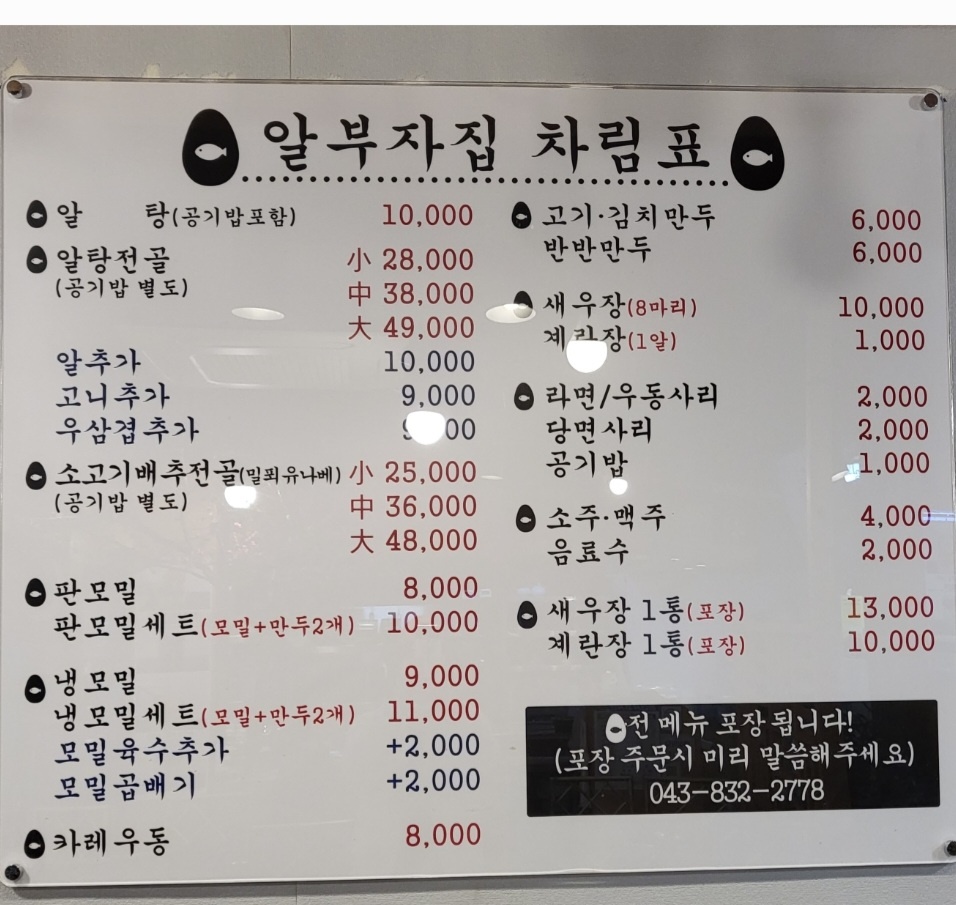 알부자집 차림표
알 탕(공기밥포함) 10,000
알탕전골 小 28,000
(공기밥 별도) 中 38,000
大 49,000
알추가 10,000
고니추가 9,000
우삼겹추가
소고기배추전골(밀푀유나베) 小 25,000
(공기밥 별도) 中 36,000
大 48,000
판모밀 8,000
판모밀세트(모밀+만두2개) 10,000
냉모밀 9,000
냉모밀세트(모밀+만두2개) 11,000
모밀육수추가 +2,000
모밀곱배기 +2,000
카레우동 8,000
고기·김치만두 6,000
반반만두 6,000
새우장(8마리) 10,000
계란장(1알) 1,000
라면/우동사리 2,000
당면사리 2,000
공기밥 1,000
소주·맥주 4,000
음료수 2,000
새우장 1통(포장) 13,000
계란장 1통(포장) 10,000
전 메뉴 포장 됩니다!
(포장 주문시 미리 말씀해주세요)
043-832-2778